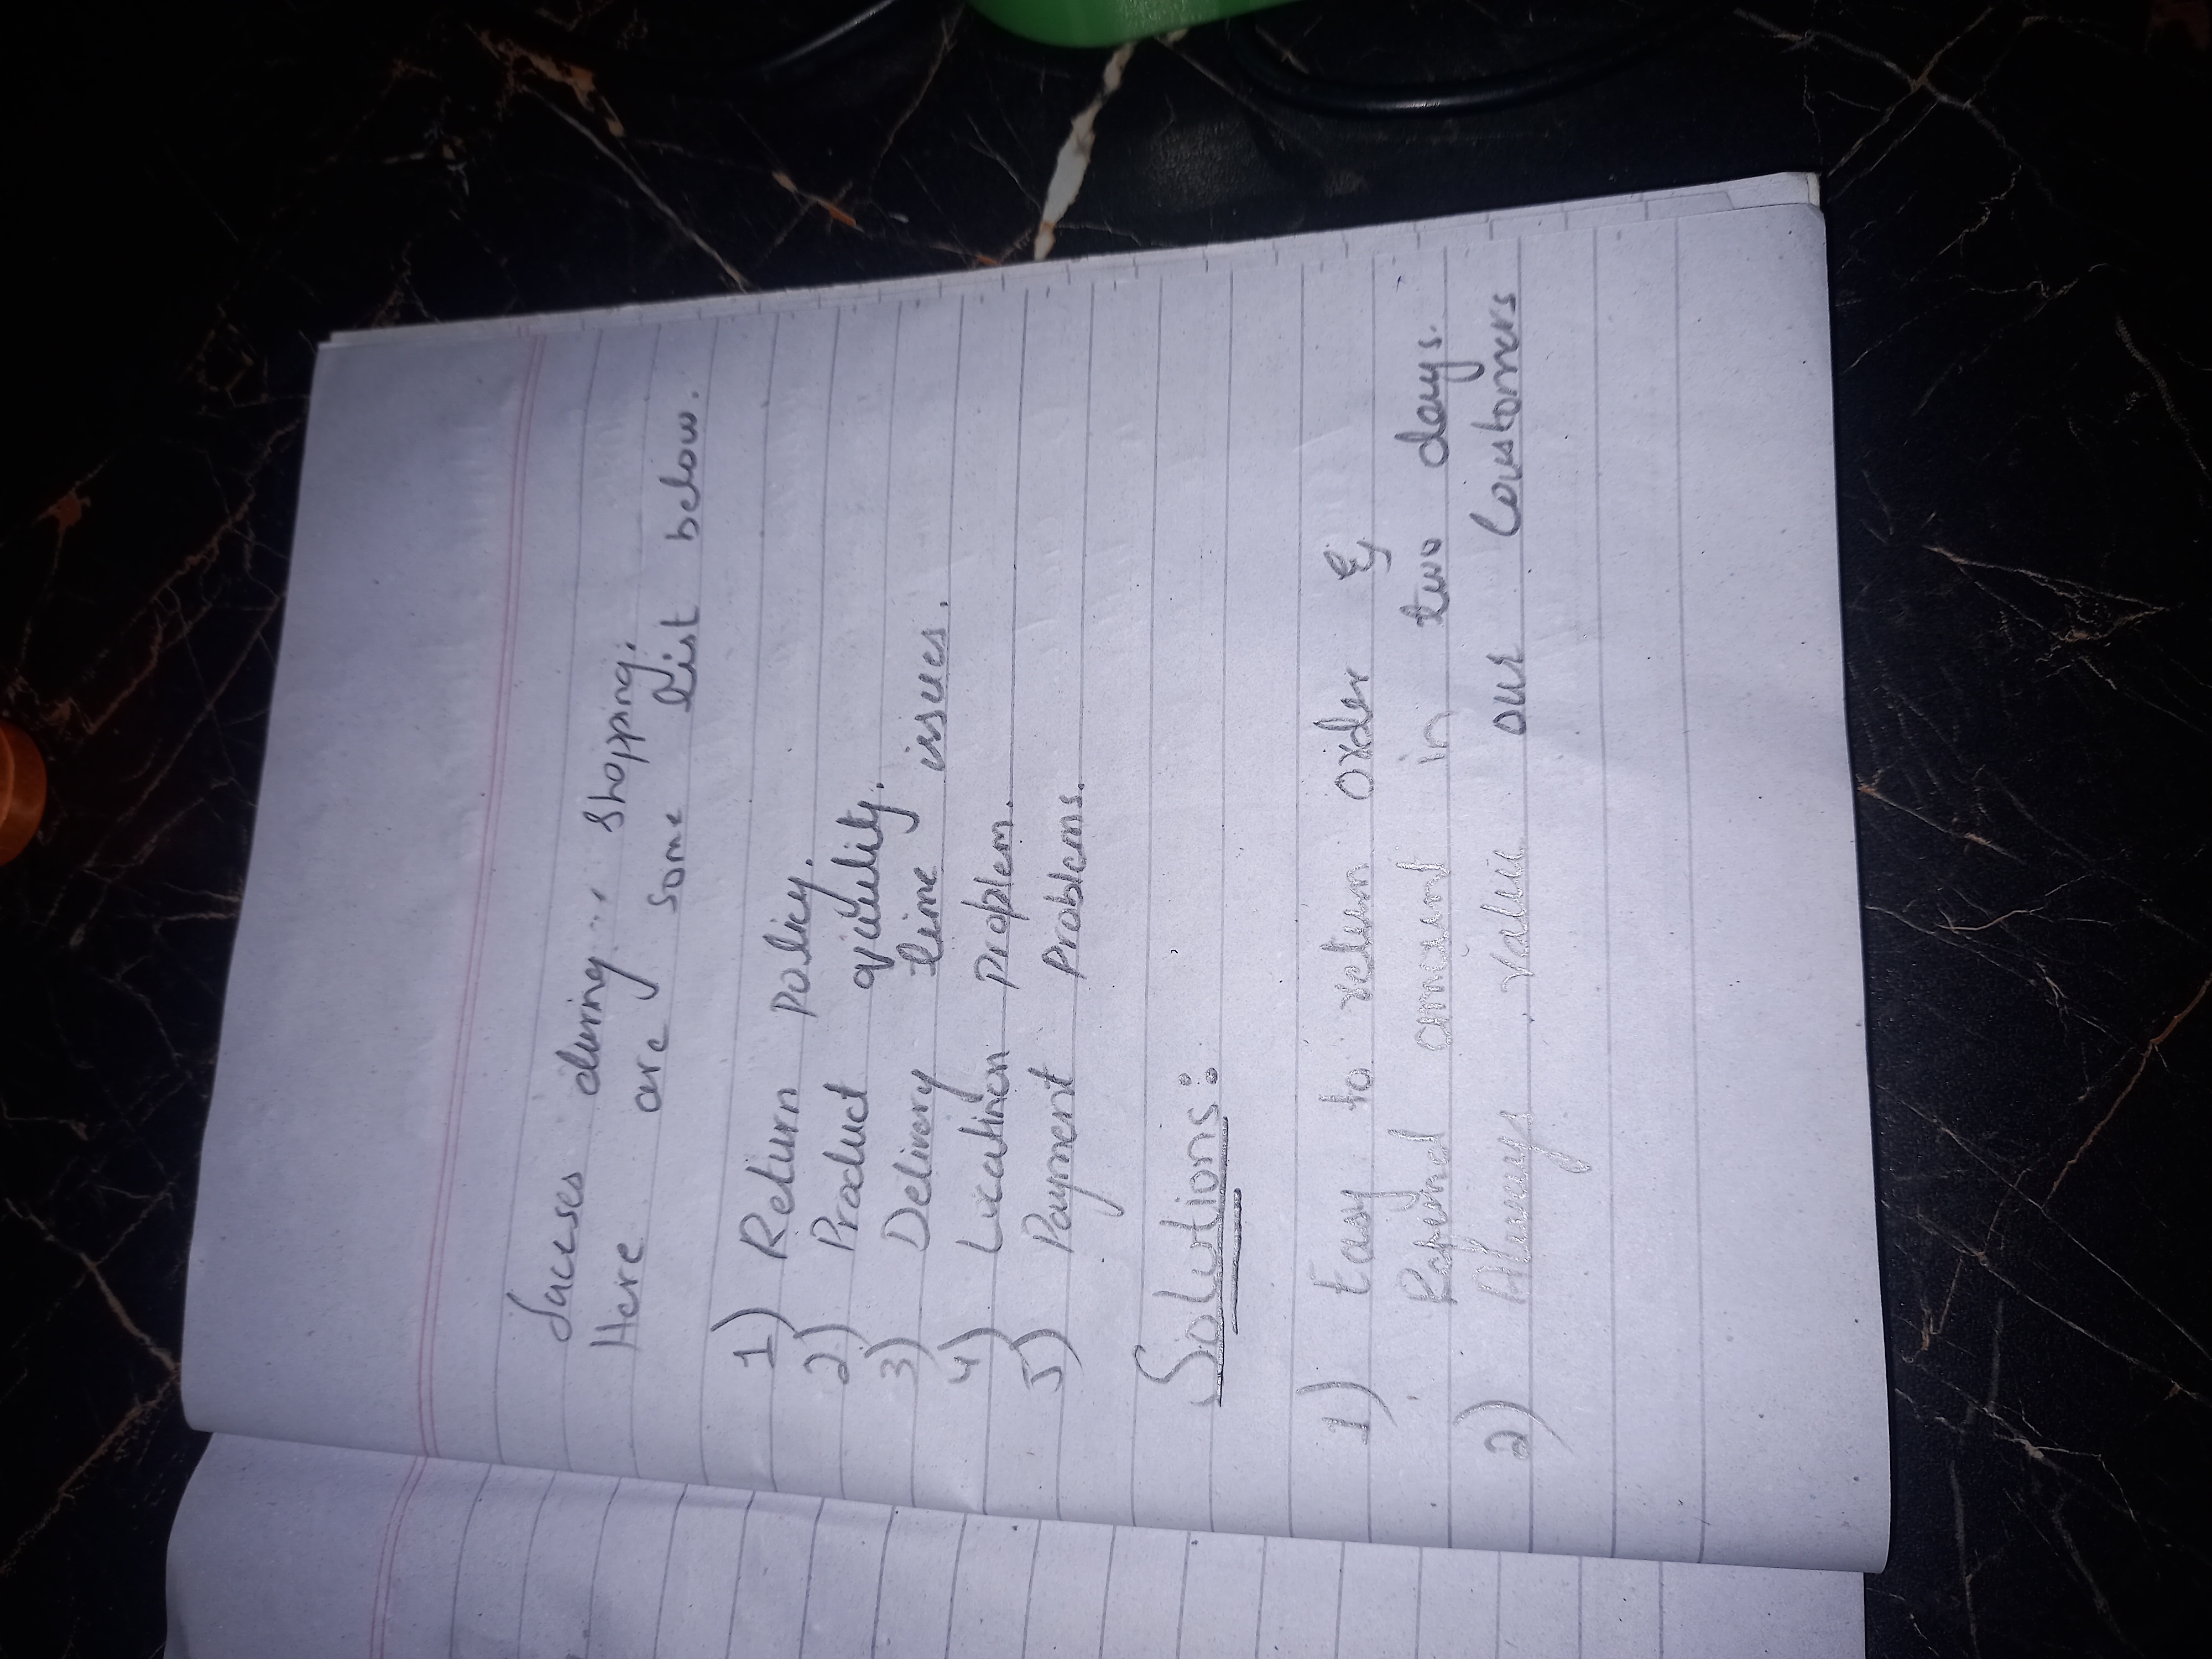 Sucuses during shopping.
Here are some list below.
1) Return policy.
2) Product quality.
3) Delivery time issues.
4) Location problem.
5) Payment problems.
Solutions:
1) Easy to return order &
Refund amount in two days.
2) Always value our Coustomers